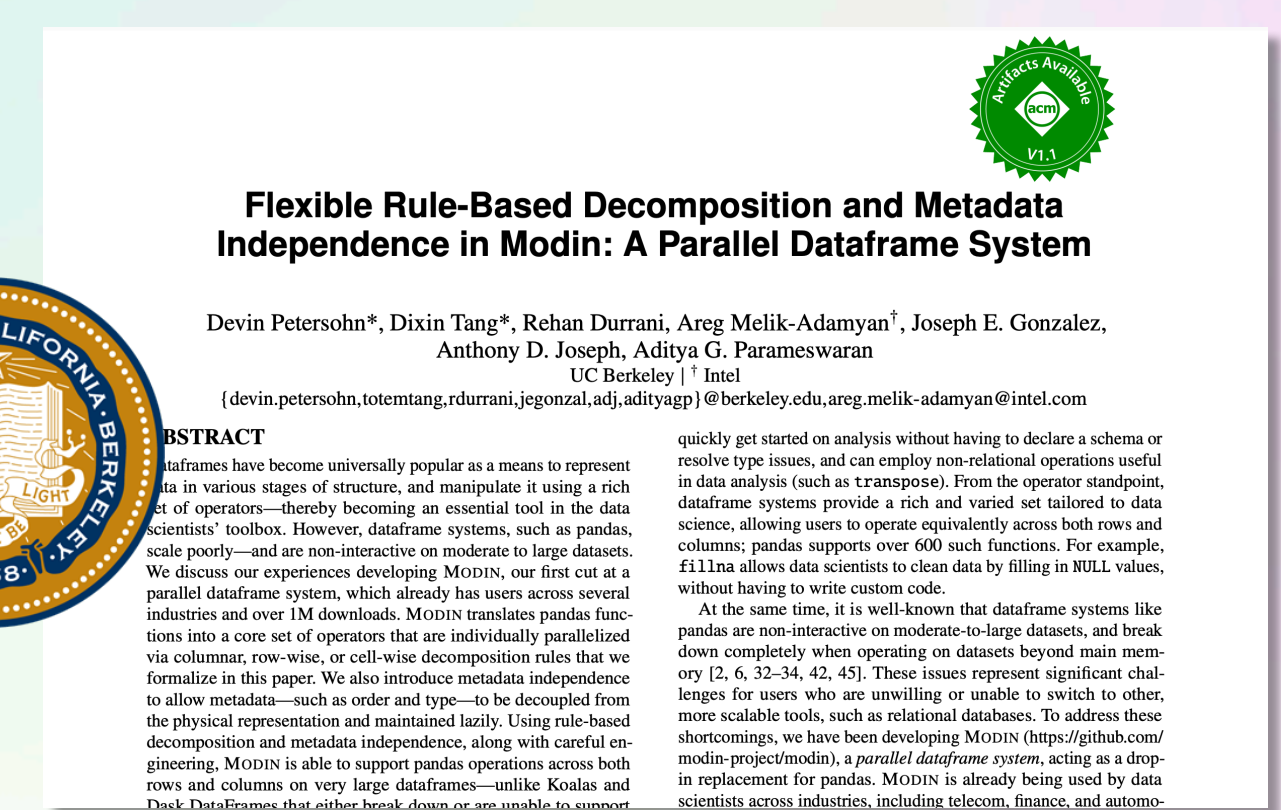 Artifacts Available
acm
V1.1
Flexible Rule-Based Decomposition and Metadata
Independence in Modin: A Parallel Dataframe System
Devin Petersohn*, Dixin Tang*, Rehan Durrani, Areg Melik-Adamyan†, Joseph E. Gonzalez,
Anthony D. Joseph, Aditya G. Parameswaran
UC Berkeley | † Intel
{devin.petersohn,totemtang,rdurrani,jegonzal,adj,adityagp}@berkeley.edu,areg.melik-adamyan@intel.com
LIFORNIA · BERKELEY ·
LIGHT
BE
8
BSTRACT
ataframes have become universally popular as a means to represent
ata in various stages of structure, and manipulate it using a rich
et of operators—thereby becoming an essential tool in the data
scientists' toolbox. However, dataframe systems, such as pandas,
scale poorly—and are non-interactive on moderate to large datasets.
We discuss our experiences developing MODIN, our first cut at a
parallel dataframe system, which already has users across several
industries and over 1M downloads. MODIN translates pandas func-
tions into a core set of operators that are individually parallelized
via columnar, row-wise, or cell-wise decomposition rules that we
formalize in this paper. We also introduce metadata independence
to allow metadata—such as order and type—to be decoupled from
the physical representation and maintained lazily. Using rule-based
decomposition and metadata independence, along with careful en-
gineering, MODIN is able to support pandas operations across both
rows and columns on very large dataframes—unlike Koalas and
Dask DataFrames that either break down or are unable to support
quickly get started on analysis without having to declare a schema or
resolve type issues, and can employ non-relational operations useful
in data analysis (such as transpose). From the operator standpoint,
dataframe systems provide a rich and varied set tailored to data
science, allowing users to operate equivalently across both rows and
columns; pandas supports over 600 such functions. For example,
fillna allows data scientists to clean data by filling in NULL values,
without having to write custom code.
At the same time, it is well-known that dataframe systems like
pandas are non-interactive on moderate-to-large datasets, and break
down completely when operating on datasets beyond main mem-
ory [2, 6, 32–34, 42, 45]. These issues represent significant chal-
lenges for users who are unwilling or unable to switch to other,
more scalable tools, such as relational databases. To address these
shortcomings, we have been developing MODIN (https://github.com/
modin-project/modin), a parallel dataframe system, acting as a drop-
in replacement for pandas. MODIN is already being used by data
scientists across industries, including telecom, finance, and automo-